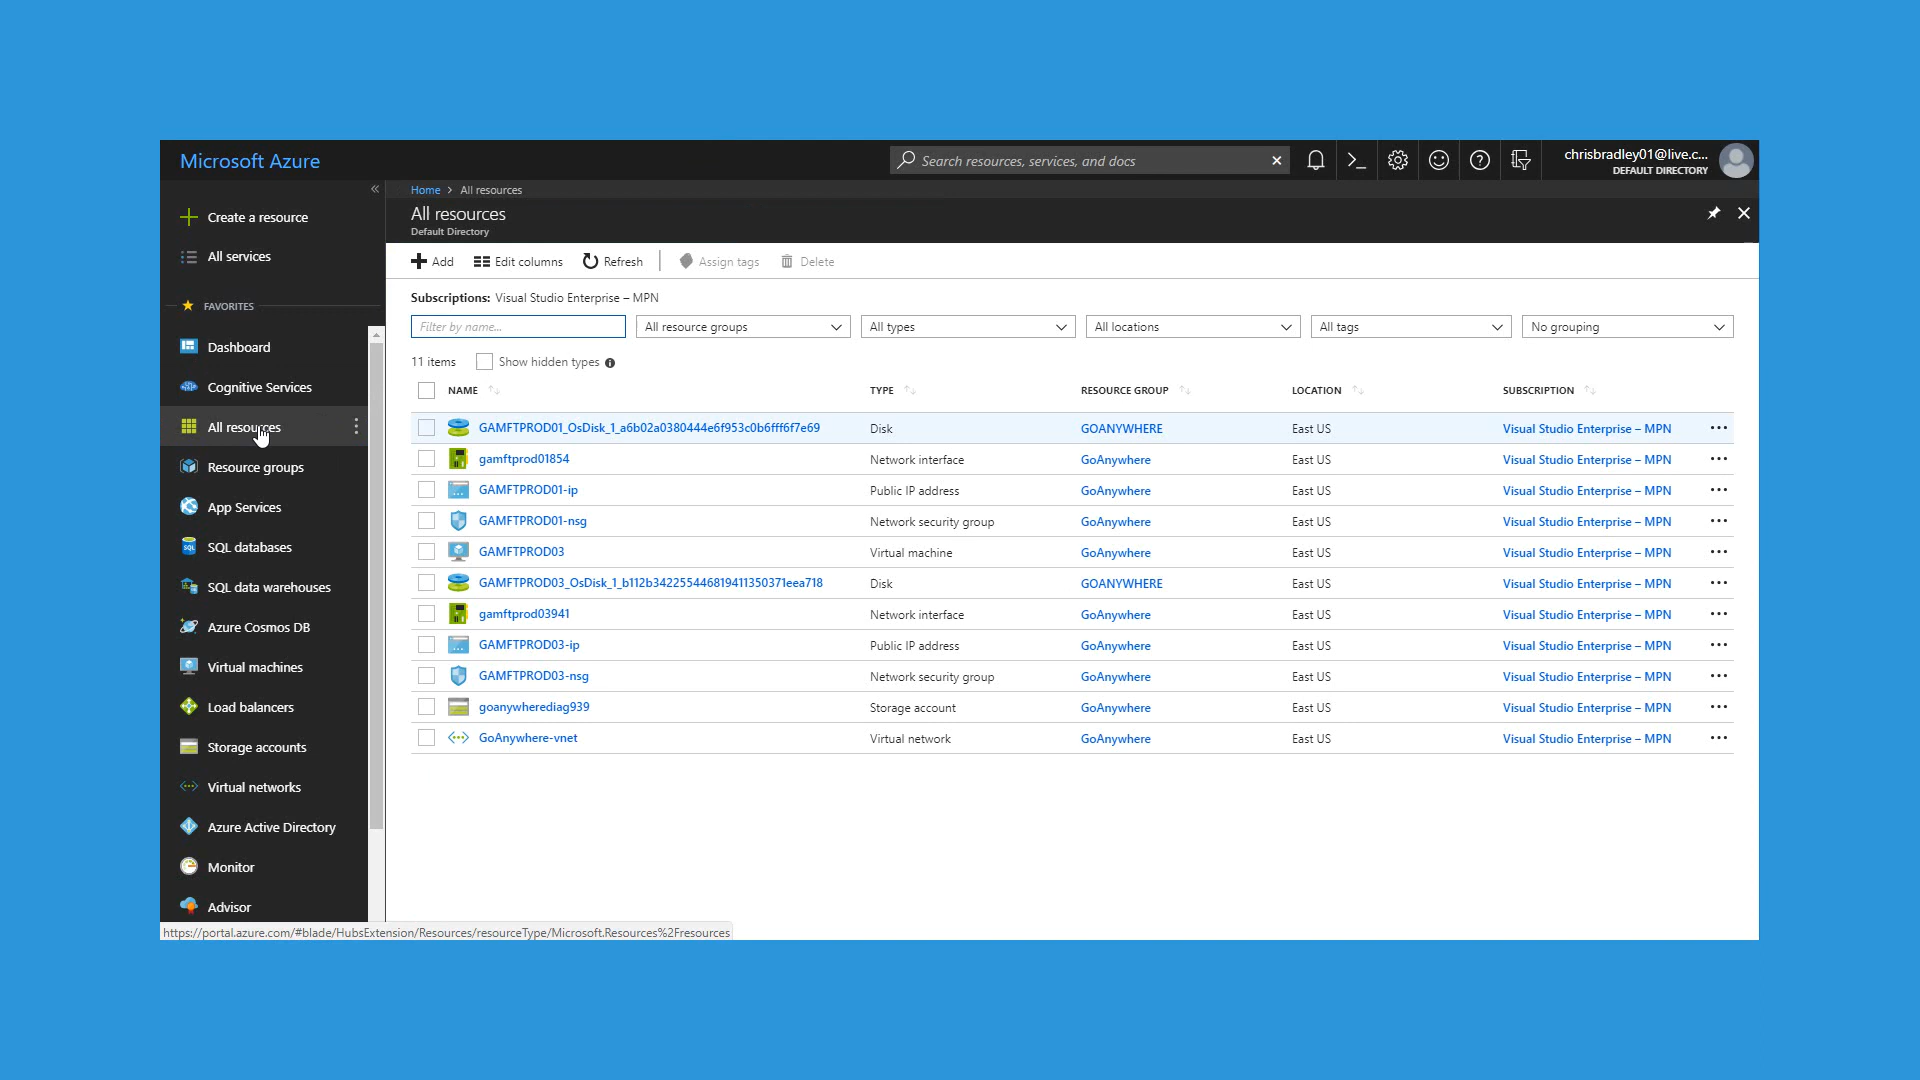 Microsoft Azure
Search resources, services, and docs
chrisbradley01@live.c...
DEFAULT DIRECTORY
Home > All resources
All resources
Default Directory
Create a resource
All services
FAVORITES
Dashboard
Cognitive Services
All resources
Resource groups
App Services
SQL databases
SQL data warehouses
Azure Cosmos DB
Virtual machines
Load balancers
Storage accounts
Virtual networks
Azure Active Directory
Monitor
Advisor
Add Edit columns Refresh Assign tags Delete
Subscriptions: Visual Studio Enterprise – MPN
Filter by name... All resource groups All types All locations All tags No grouping
11 items Show hidden types
NAME TYPE RESOURCE GROUP LOCATION SUBSCRIPTION
GAMFTPROD01_OsDisk_1_a6b02a0380444e6f953c0b6fff6f7e69 Disk GOANYWHERE East US Visual Studio Enterprise – MPN
gamftprod01854 Network interface GoAnywhere East US Visual Studio Enterprise – MPN
GAMFTPROD01-ip Public IP address GoAnywhere East US Visual Studio Enterprise – MPN
GAMFTPROD01-nsg Network security group GoAnywhere East US Visual Studio Enterprise – MPN
GAMFTPROD03 Virtual machine GoAnywhere East US Visual Studio Enterprise – MPN
GAMFTPROD03_OsDisk_1_b112b342255446819411350371eea718 Disk GOANYWHERE East US Visual Studio Enterprise – MPN
gamftprod03941 Network interface GoAnywhere East US Visual Studio Enterprise – MPN
GAMFTPROD03-ip Public IP address GoAnywhere East US Visual Studio Enterprise – MPN
GAMFTPROD03-nsg Network security group GoAnywhere East US Visual Studio Enterprise – MPN
goanywherediag939 Storage account GoAnywhere East US Visual Studio Enterprise – MPN
GoAnywhere-vnet Virtual network GoAnywhere East US Visual Studio Enterprise – MPN
https://portal.azure.com/#blade/HubsExtension/Resources/resourceType/Microsoft.Resources%2Fresources